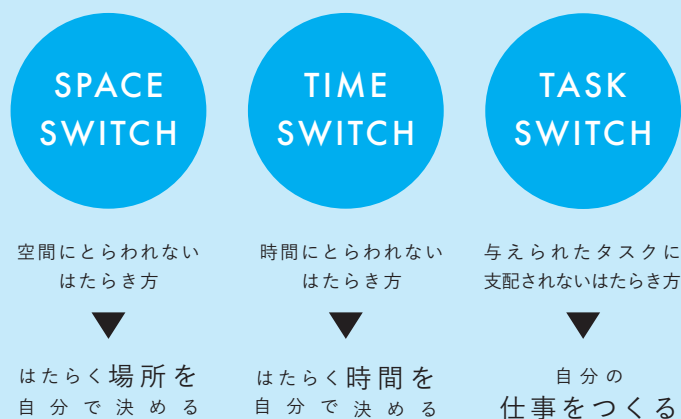 SPACE
SWITCH
空間にとらわれない
はたらき方
はたらく場所を
自分で決める
TIME
SWITCH
時間にとらわれない
はたらき方
はたらく時間を
自分で決める
TASK
SWITCH
与えられたタスクに
支配されないはたらき方
自分の
仕事をつくる